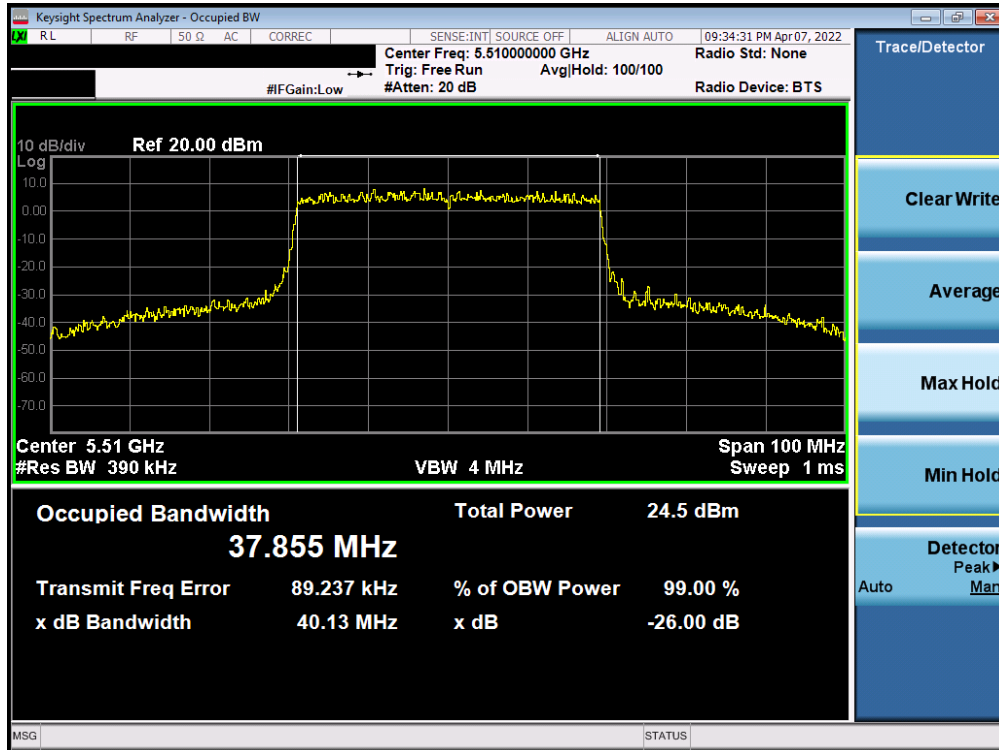 Keysight Spectrum Analyzer - Occupied BW
LXI RL RF 50 Ω AC CORREC SENSE:INT SOURCE OFF ALIGN AUTO 09:34:31 PM Apr 07, 2022
Center Freq: 5.510000000 GHz Radio Std: None
Trig: Free Run Avg|Hold: 100/100
#IFGain:Low #Atten: 20 dB Radio Device: BTS
Trace/Detector
10 dB/div Ref 20.00 dBm
Log
10.0
0.00
-10.0
-20.0
-30.0
-40.0
-50.0
-60.0
-70.0
Center 5.51 GHz Span 100 MHz
#Res BW 390 kHz VBW 4 MHz Sweep 1 ms
Occupied Bandwidth Total Power 24.5 dBm
37.855 MHz
Transmit Freq Error 89.237 kHz % of OBW Power 99.00 %
x dB Bandwidth 40.13 MHz x dB -26.00 dB
Clear Write
Average
Max Hold
Min Hold
Detector
Peak▶
Auto Man
MSG STATUS